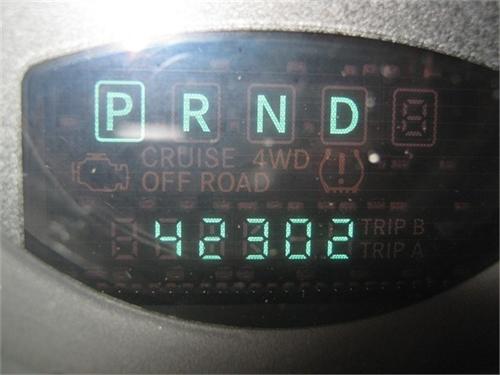 P R N D
CRUISE 4WD
OFF ROAD
42302 TRIP B
TRIP A